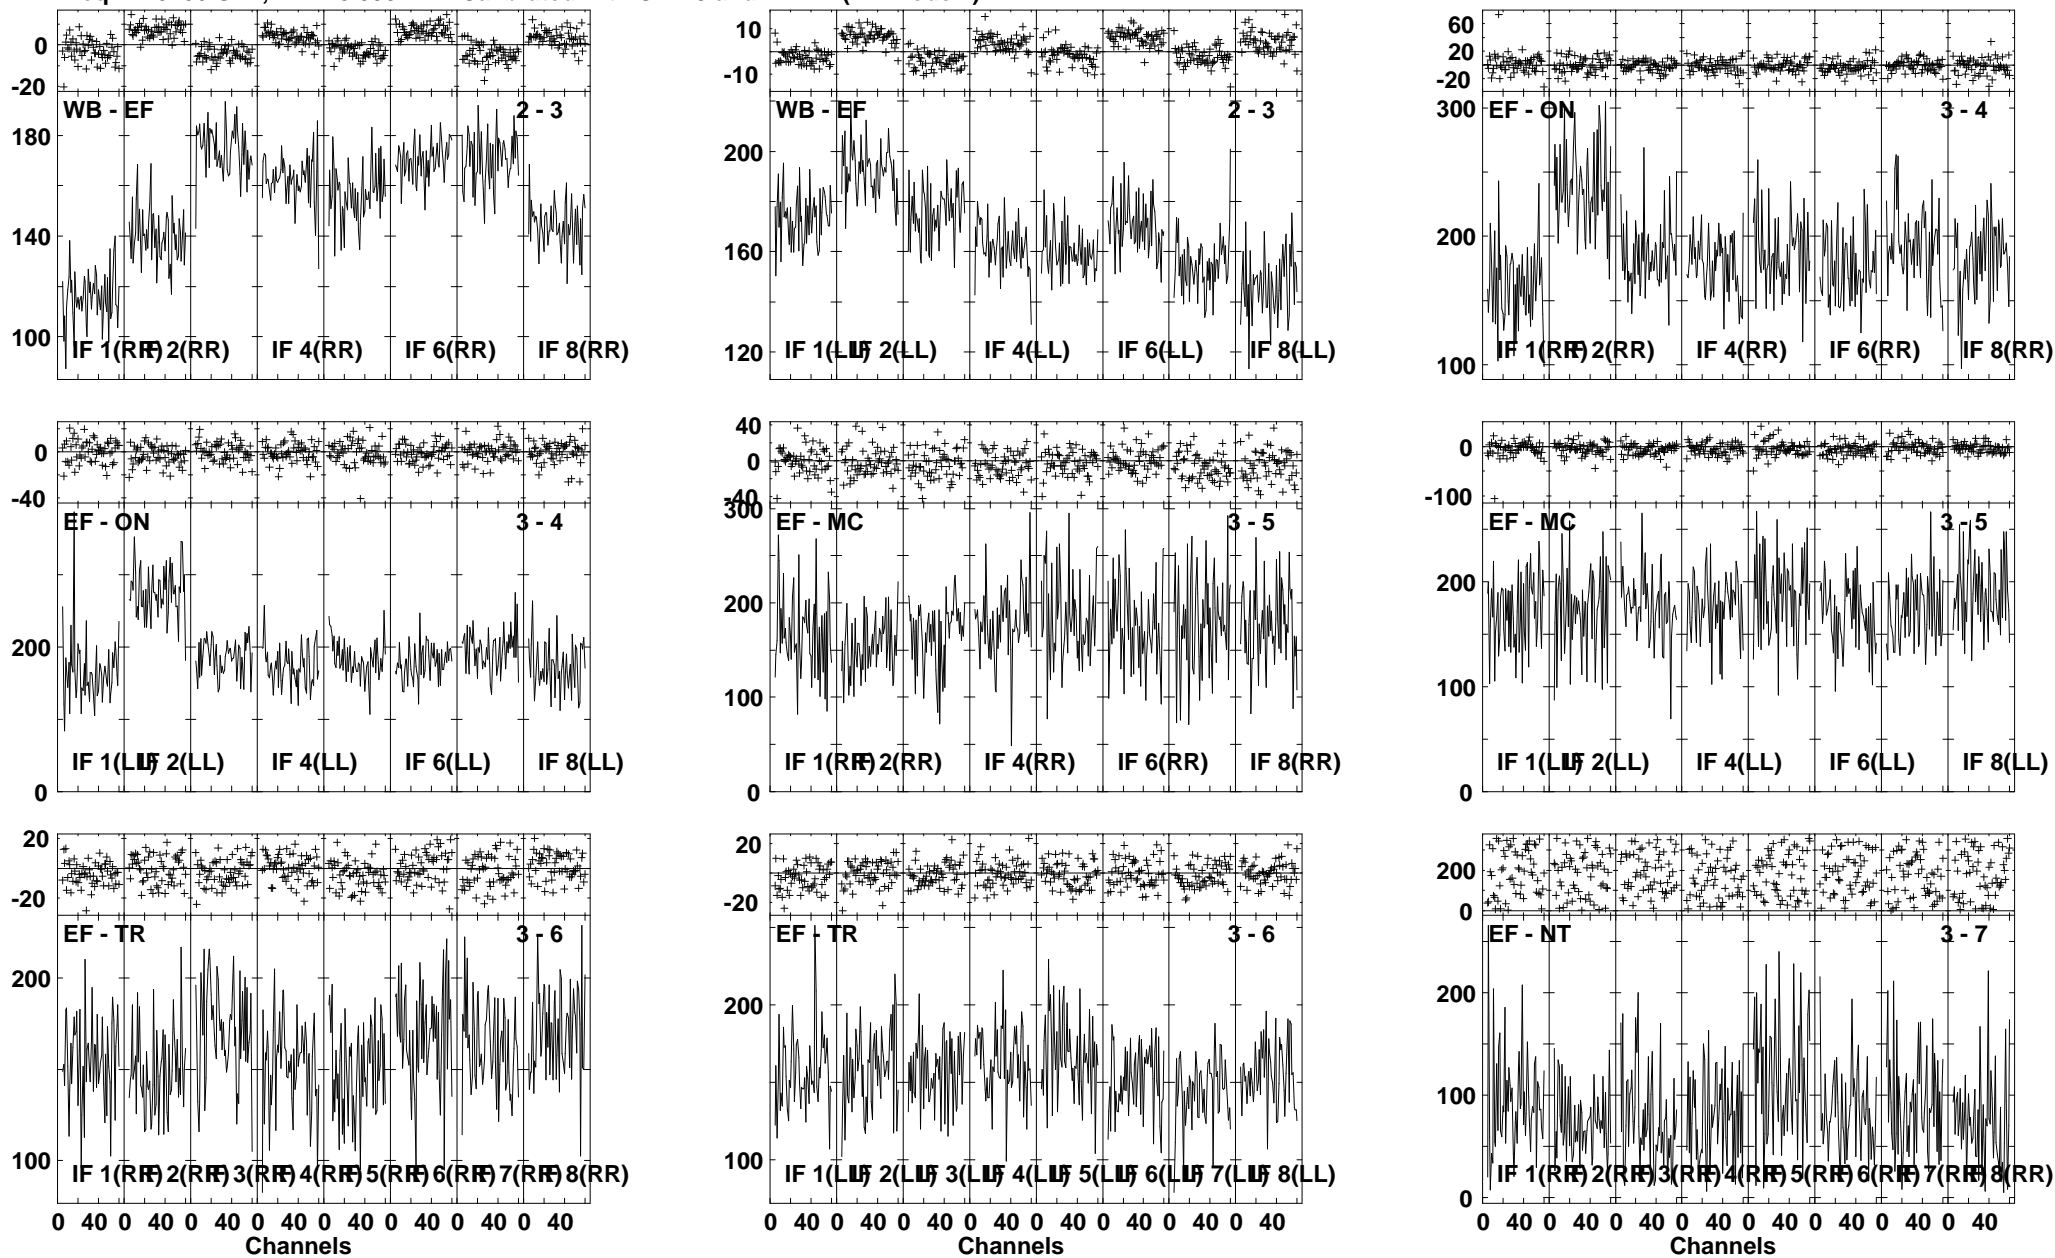 0
-20
WB - EF 2 - 3
180
140
100
IF 1(RR) IF 2(RR) IF 4(RR) IF 6(RR) IF 8(RR)
10
-10
WB - EF 2 - 3
200
160
120
IF 1(LL) IF 2(LL) IF 4(LL) IF 6(LL) IF 8(LL)
60
20
-20
300
EF - ON 3 - 4
200
100
IF 1(RR) IF 2(RR) IF 4(RR) IF 6(RR) IF 8(RR)
0
-40
EF - ON 3 - 4
200
0
IF 1(LL) IF 2(LL) IF 4(LL) IF 6(LL) IF 8(LL)
40
0
-40
300
EF - MC 3 - 5
200
100
0
IF 1(RR) IF 2(RR) IF 4(RR) IF 6(RR) IF 8(RR)
0
-100
EF - MC 3 - 5
200
100
0
IF 1(LL) IF 2(LL) IF 4(LL) IF 6(LL) IF 8(LL)
20
-20
EF - TR 3 - 6
200
100
IF 1(RR) IF 2(RR) IF 3(RR) IF 4(RR) IF 5(RR) IF 6(RR) IF 7(RR) IF 8(RR)
0 40 0 40 0 40 0 40 0 40 0 40 0 40 0 40
Channels
20
-20
EF - TR 3 - 6
200
100
IF 1(LL) IF 2(LL) IF 3(LL) IF 4(LL) IF 5(LL) IF 6(LL) IF 7(LL) IF 8(LL)
0 40 0 40 0 40 0 40 0 40 0 40 0 40 0 40
Channels
200
0
EF - NT 3 - 7
200
100
0
IF 1(RR) IF 2(RR) IF 3(RR) IF 4(RR) IF 5(RR) IF 6(RR) IF 7(RR) IF 8(RR)
0 40 0 40 0 40 0 40 0 40 0 40 0 40 0 40
Channels